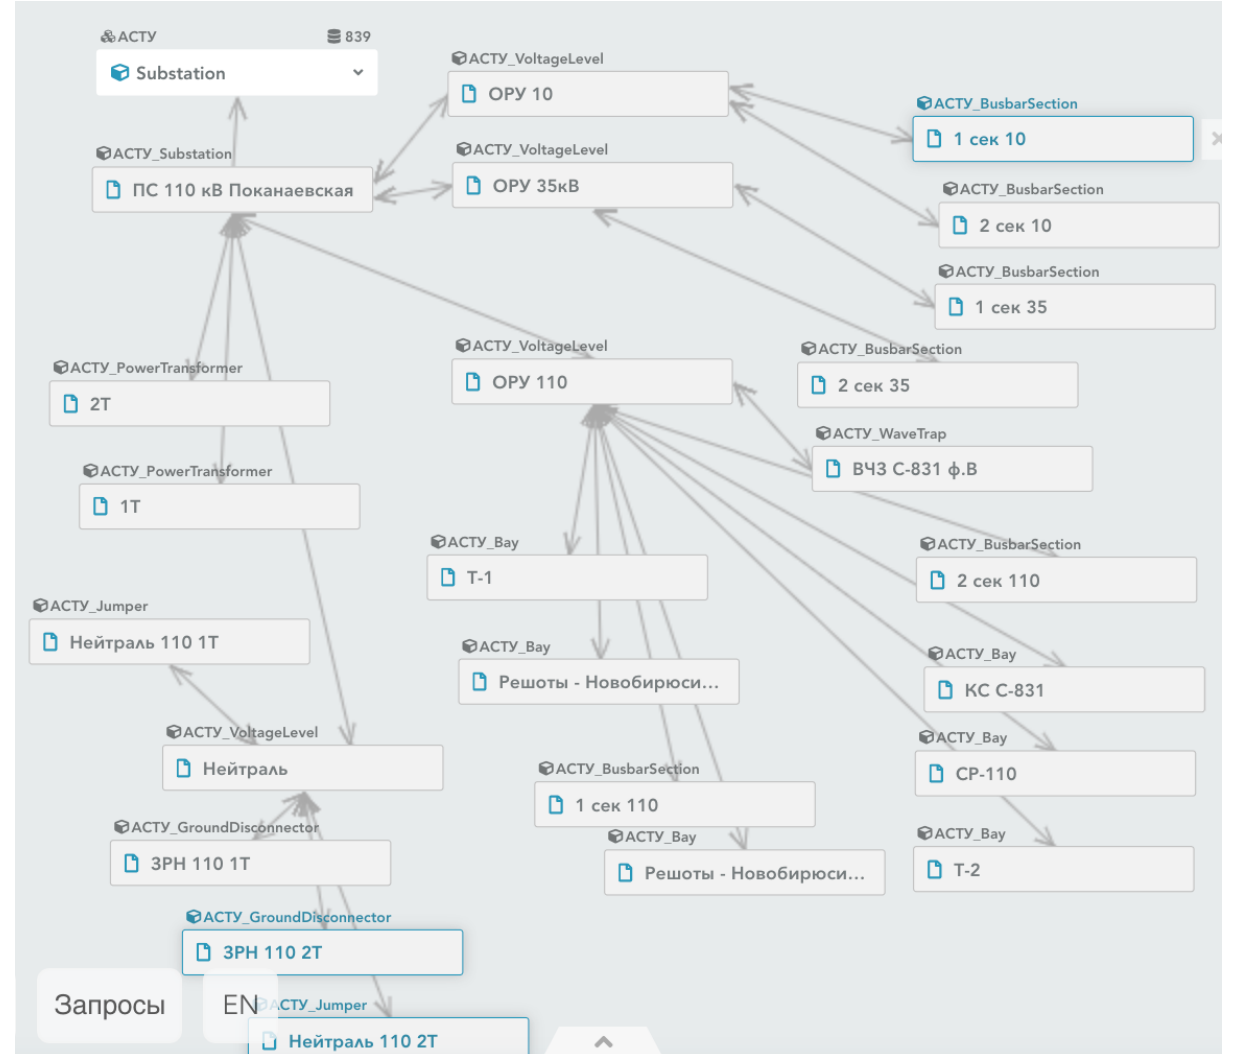 АСТУ
839
Substation
АСТУ_VoltageLevel
ОРУ 10
АСТУ_BusbarSection
1 сек 10
АСТУ_Substation
ПС 110 кВ Поканаевская
АСТУ_VoltageLevel
ОРУ 35кВ
АСТУ_BusbarSection
2 сек 10
АСТУ_BusbarSection
1 сек 35
АСТУ_VoltageLevel
ОРУ 110
АСТУ_BusbarSection
2 сек 35
АСТУ_PowerTransformer
2Т
АСТУ_WaveTrap
ВЧЗ С-831 ф.В
АСТУ_PowerTransformer
1Т
АСТУ_Bay
Т-1
АСТУ_BusbarSection
2 сек 110
АСТУ_Jumper
Нейтраль 110 1Т
АСТУ_Bay
Решоты - Новобирюси...
АСТУ_Bay
КС С-831
АСТУ_VoltageLevel
Нейтраль
АСТУ_Bay
СР-110
АСТУ_BusbarSection
1 сек 110
АСТУ_GroundDisconnector
ЗРН 110 1Т
АСТУ_Bay
Решоты - Новобирюси...
АСТУ_Bay
Т-2
АСТУ_GroundDisconnector
ЗРН 110 2Т
Запросы
EN
АСТУ_Jumper
Нейтраль 110 2Т